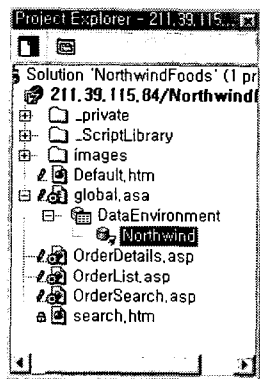 Project Explorer - 211.39.115....
Solution 'NorthwindFoods' (1 pr
211.39.115.84/Northwind
_private
_ScriptLibrary
images
Default.htm
global.asa
DataEnvironment
Northwind
OrderDetails.asp
OrderList.asp
OrderSearch.asp
search.htm